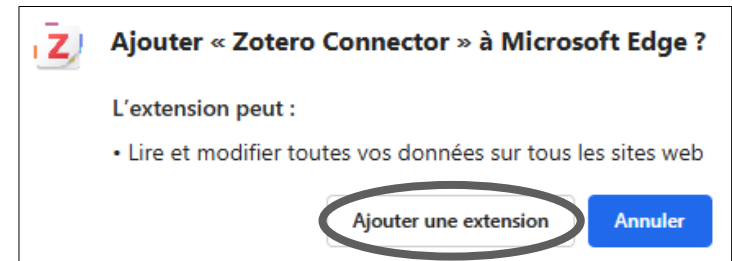 Z
Ajouter « Zotero Connector » à Microsoft Edge ?
L'extension peut :
• Lire et modifier toutes vos données sur tous les sites web
Ajouter une extension Annuler